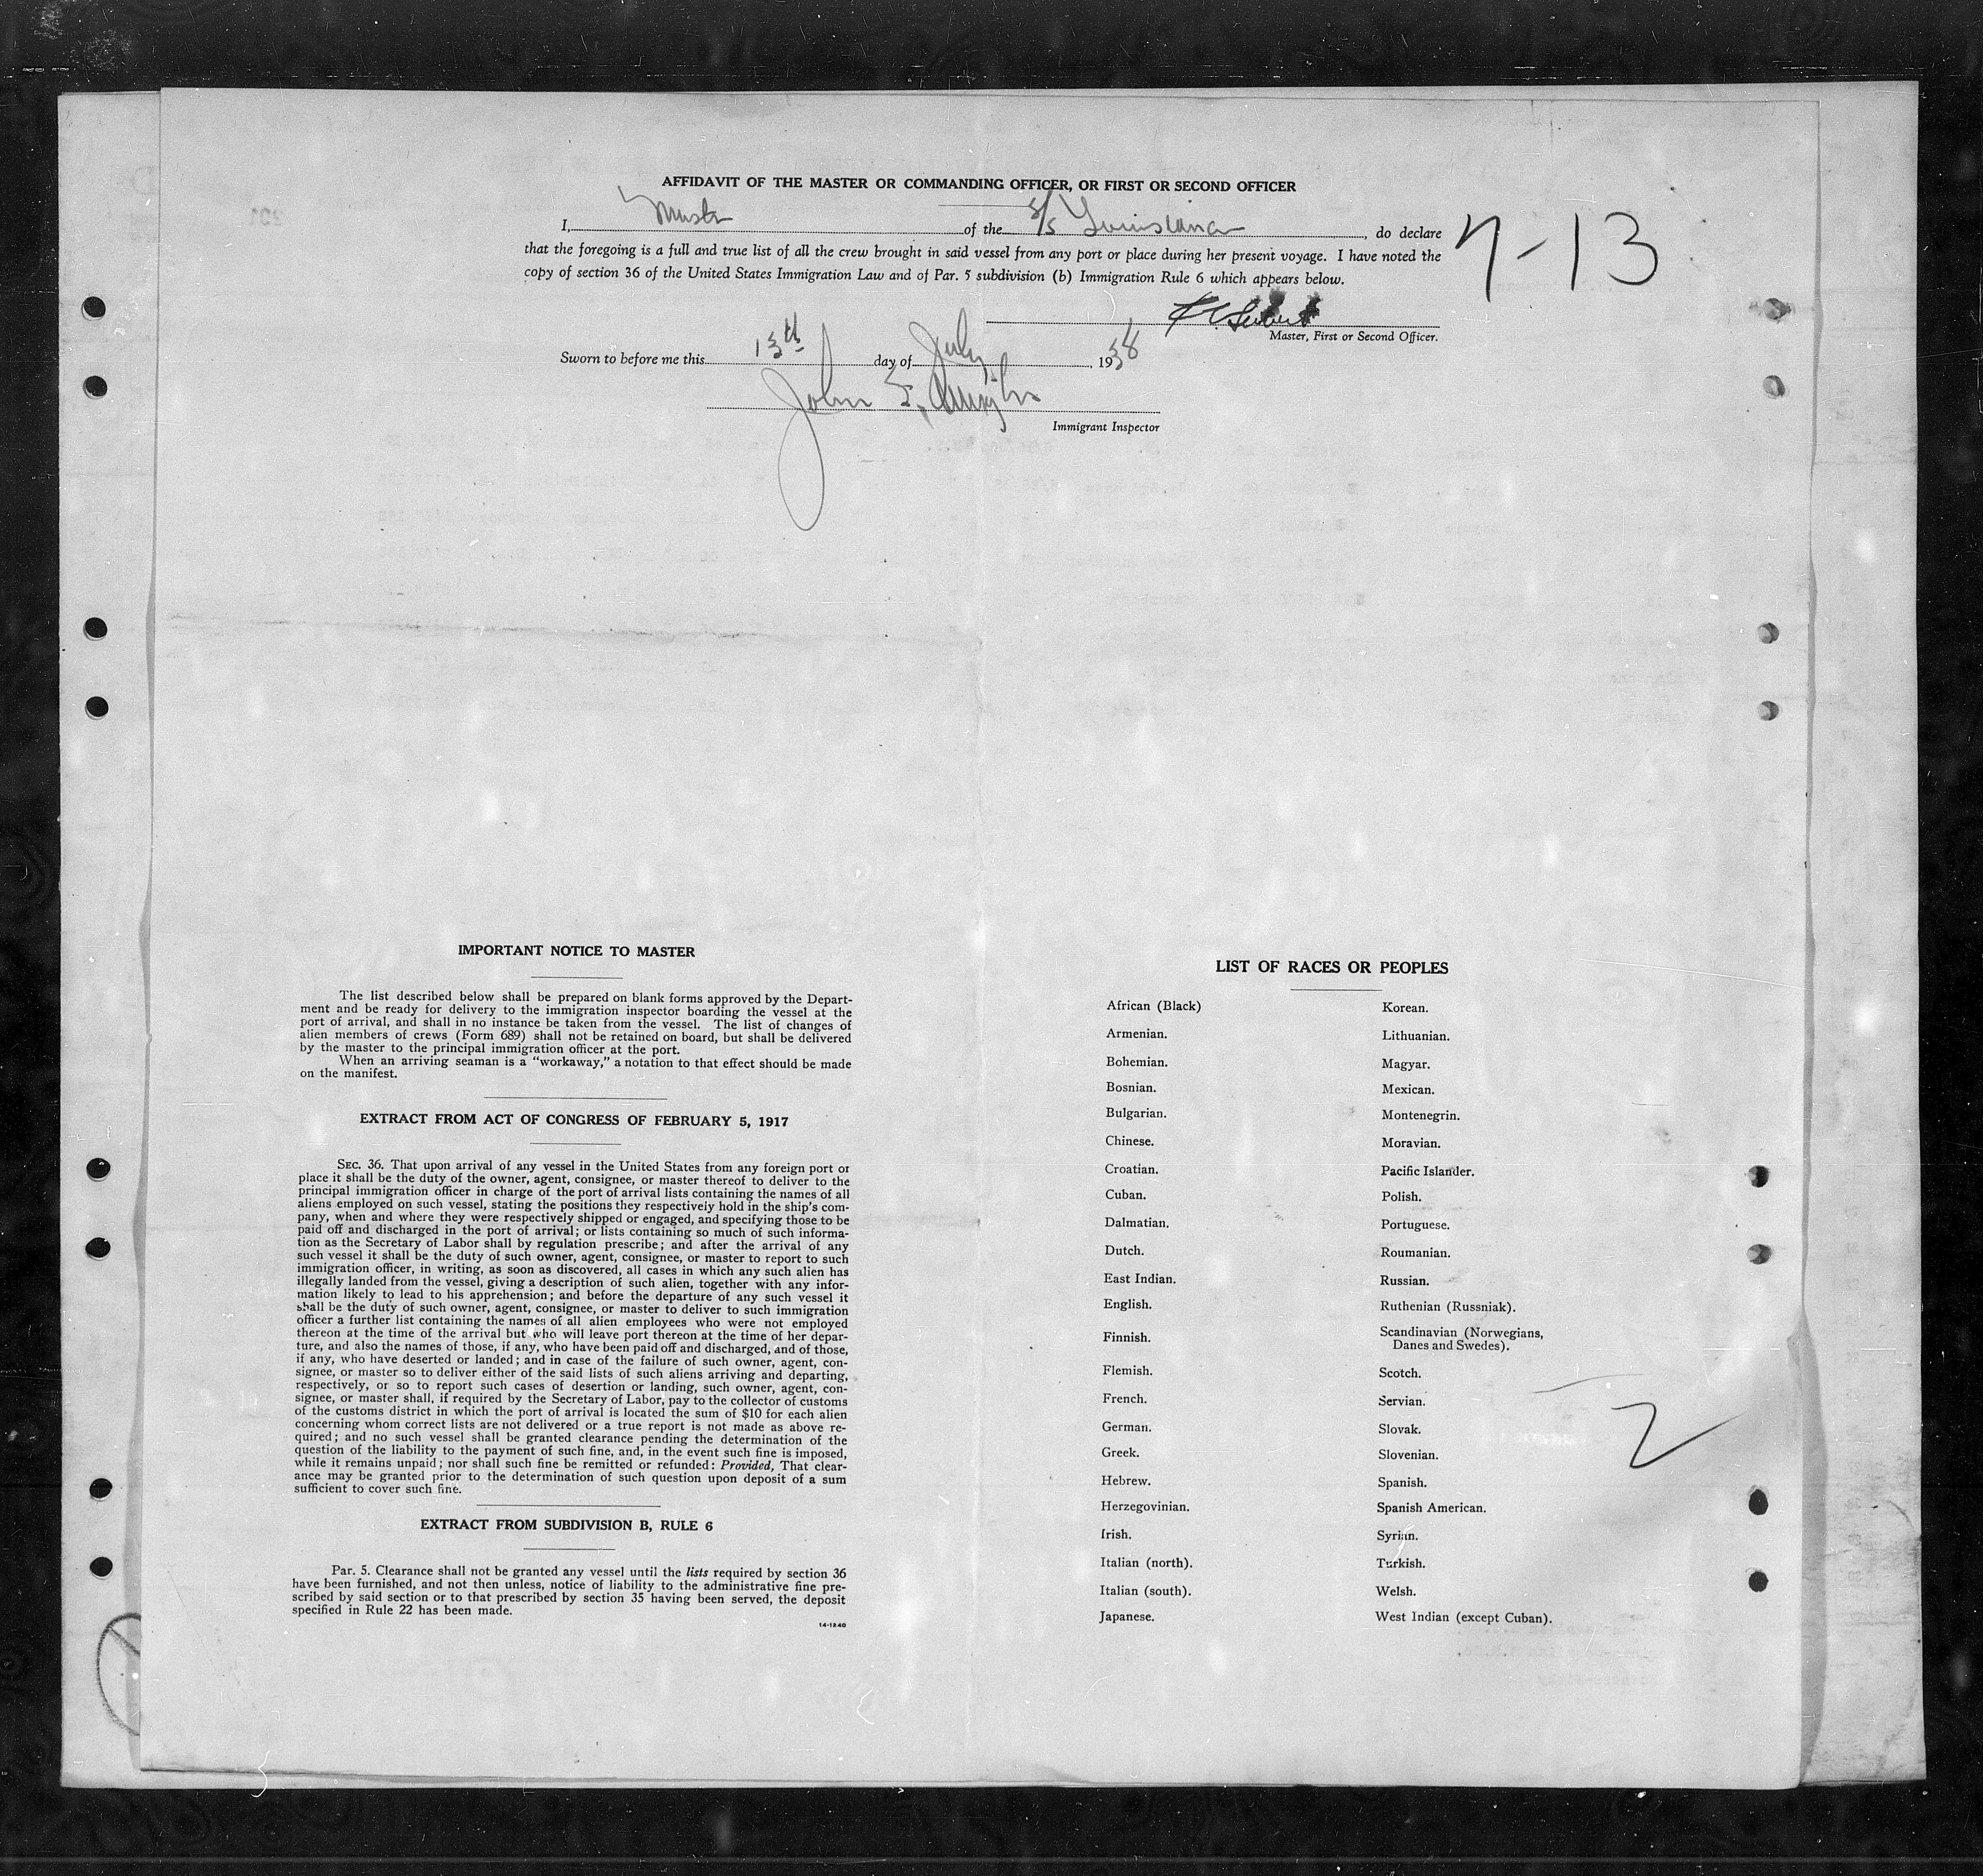 AFFIDAVIT OF THE MASTER OR COMMANDING OFFICER, OR FIRST OR SECOND OFFICER
I, Master of the S/S Louisiana, do declare
that the foregoing is a full and true list of all the crew brought in said vessel from any port or place during her present voyage. I have noted the
copy of section 36 of the United States Immigration Law and of Par. 5 subdivision (b) Immigration Rule 6 which appears below.
7-13
Master, First or Second Officer.
Sworn to before me this 13th day of July, 1938
John E.
Immigrant Inspector
IMPORTANT NOTICE TO MASTER
The list described below shall be prepared on blank forms approved by the Depart-
ment and be ready for delivery to the immigration inspector boarding the vessel at the
port of arrival, and shall in no instance be taken from the vessel. The list of changes of
alien members of crews (Form 689) shall not be retained on board, but shall be delivered
by the master to the principal immigration officer at the port.
When an arriving seaman is a "workaway," a notation to that effect should be made
on the manifest.
EXTRACT FROM ACT OF CONGRESS OF FEBRUARY 5, 1917
SEC. 36. That upon arrival of any vessel in the United States from any foreign port or
place it shall be the duty of the owner, agent, consignee, or master thereof to deliver to the
principal immigration officer in charge of the port of arrival lists containing the names of all
aliens employed on such vessel, stating the positions they respectively hold in the ship's com-
pany, when and where they were respectively shipped or engaged, and specifying those to be
paid off and discharged in the port of arrival; or lists containing so much of such informa-
tion as the Secretary of Labor shall by regulation prescribe; and after the arrival of any
such vessel it shall be the duty of such owner, agent, consignee, or master to report to such
immigration officer, in writing, as soon as discovered, all cases in which any such alien has
illegally landed from the vessel, giving a description of such alien, together with any infor-
mation likely to lead to his apprehension; and before the departure of any such vessel it
shall be the duty of such owner, agent, consignee, or master to deliver to such immigration
officer a further list containing the names of all alien employees who were not employed
thereon at the time of the arrival but who will leave port thereon at the time of her depar-
ture, and also the names of those, if any, who have been paid off and discharged, and of those,
if any, who have deserted or landed; and in case of the failure of such owner, agent, con-
signee, or master so to deliver either of the said lists of such aliens arriving and departing,
respectively, or so to report such cases of desertion or landing, such owner, agent, con-
signee, or master shall, if required by the Secretary of Labor, pay to the collector of customs
of the customs district in which the port of arrival is located the sum of $10 for each alien
concerning whom correct lists are not delivered or a true report is not made as above re-
quired; and no such vessel shall be granted clearance pending the determination of the
question of the liability to the payment of such fine, and, in the event such fine is imposed,
while it remains unpaid; nor shall such fine be remitted or refunded: Provided, That clear-
ance may be granted prior to the determination of such question upon deposit of a sum
sufficient to cover such fine.
EXTRACT FROM SUBDIVISION B, RULE 6
Par. 5. Clearance shall not be granted any vessel until the lists required by section 36
have been furnished, and not then unless, notice of liability to the administrative fine pre-
scribed by said section or to that prescribed by section 35 having been served, the deposit
specified in Rule 22 has been made.
14-1240
LIST OF RACES OR PEOPLES
African (Black)
Armenian.
Bohemian.
Bosnian.
Bulgarian.
Chinese.
Croatian.
Cuban.
Dalmatian.
Dutch.
East Indian.
English.
Finnish.
Flemish.
French.
German.
Greek.
Hebrew.
Herzegovinian.
Irish.
Italian (north).
Italian (south).
Japanese.
Korean.
Lithuanian.
Magyar.
Mexican.
Montenegrin.
Moravian.
Pacific Islander.
Polish.
Portuguese.
Roumanian.
Russian.
Ruthenian (Russniak).
Scandinavian (Norwegians,
Danes and Swedes).
Scotch.
Servian.
Slovak.
Slovenian.
Spanish.
Spanish American.
Syrian.
Turkish.
Welsh.
West Indian (except Cuban).
2